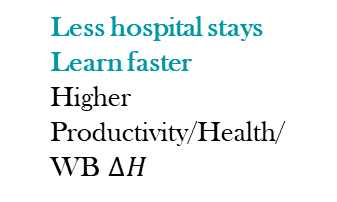 Less hospital stays
Learn faster
Higher
Productivity/Health/
WB Δ𝐻